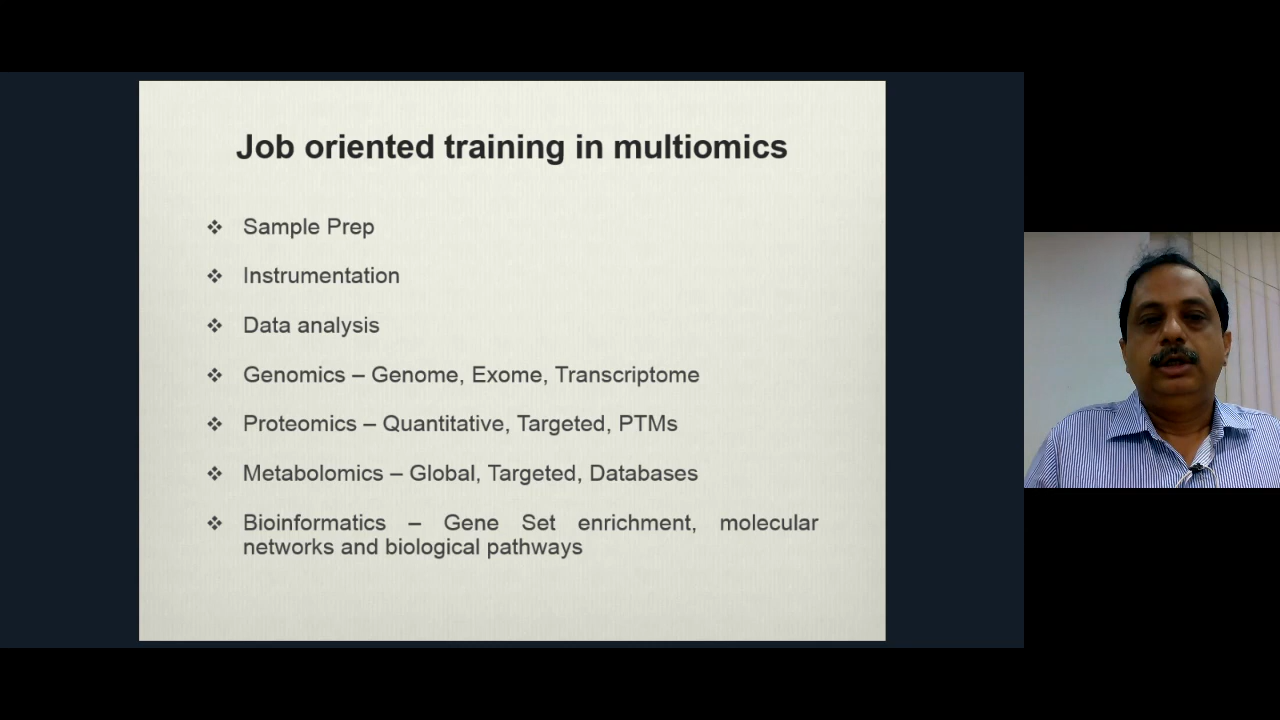 Job oriented training in multiomics
❖ Sample Prep
❖ Instrumentation
❖ Data analysis
❖ Genomics – Genome, Exome, Transcriptome
❖ Proteomics – Quantitative, Targeted, PTMs
❖ Metabolomics – Global, Targeted, Databases
❖ Bioinformatics – Gene Set enrichment, molecular
networks and biological pathways